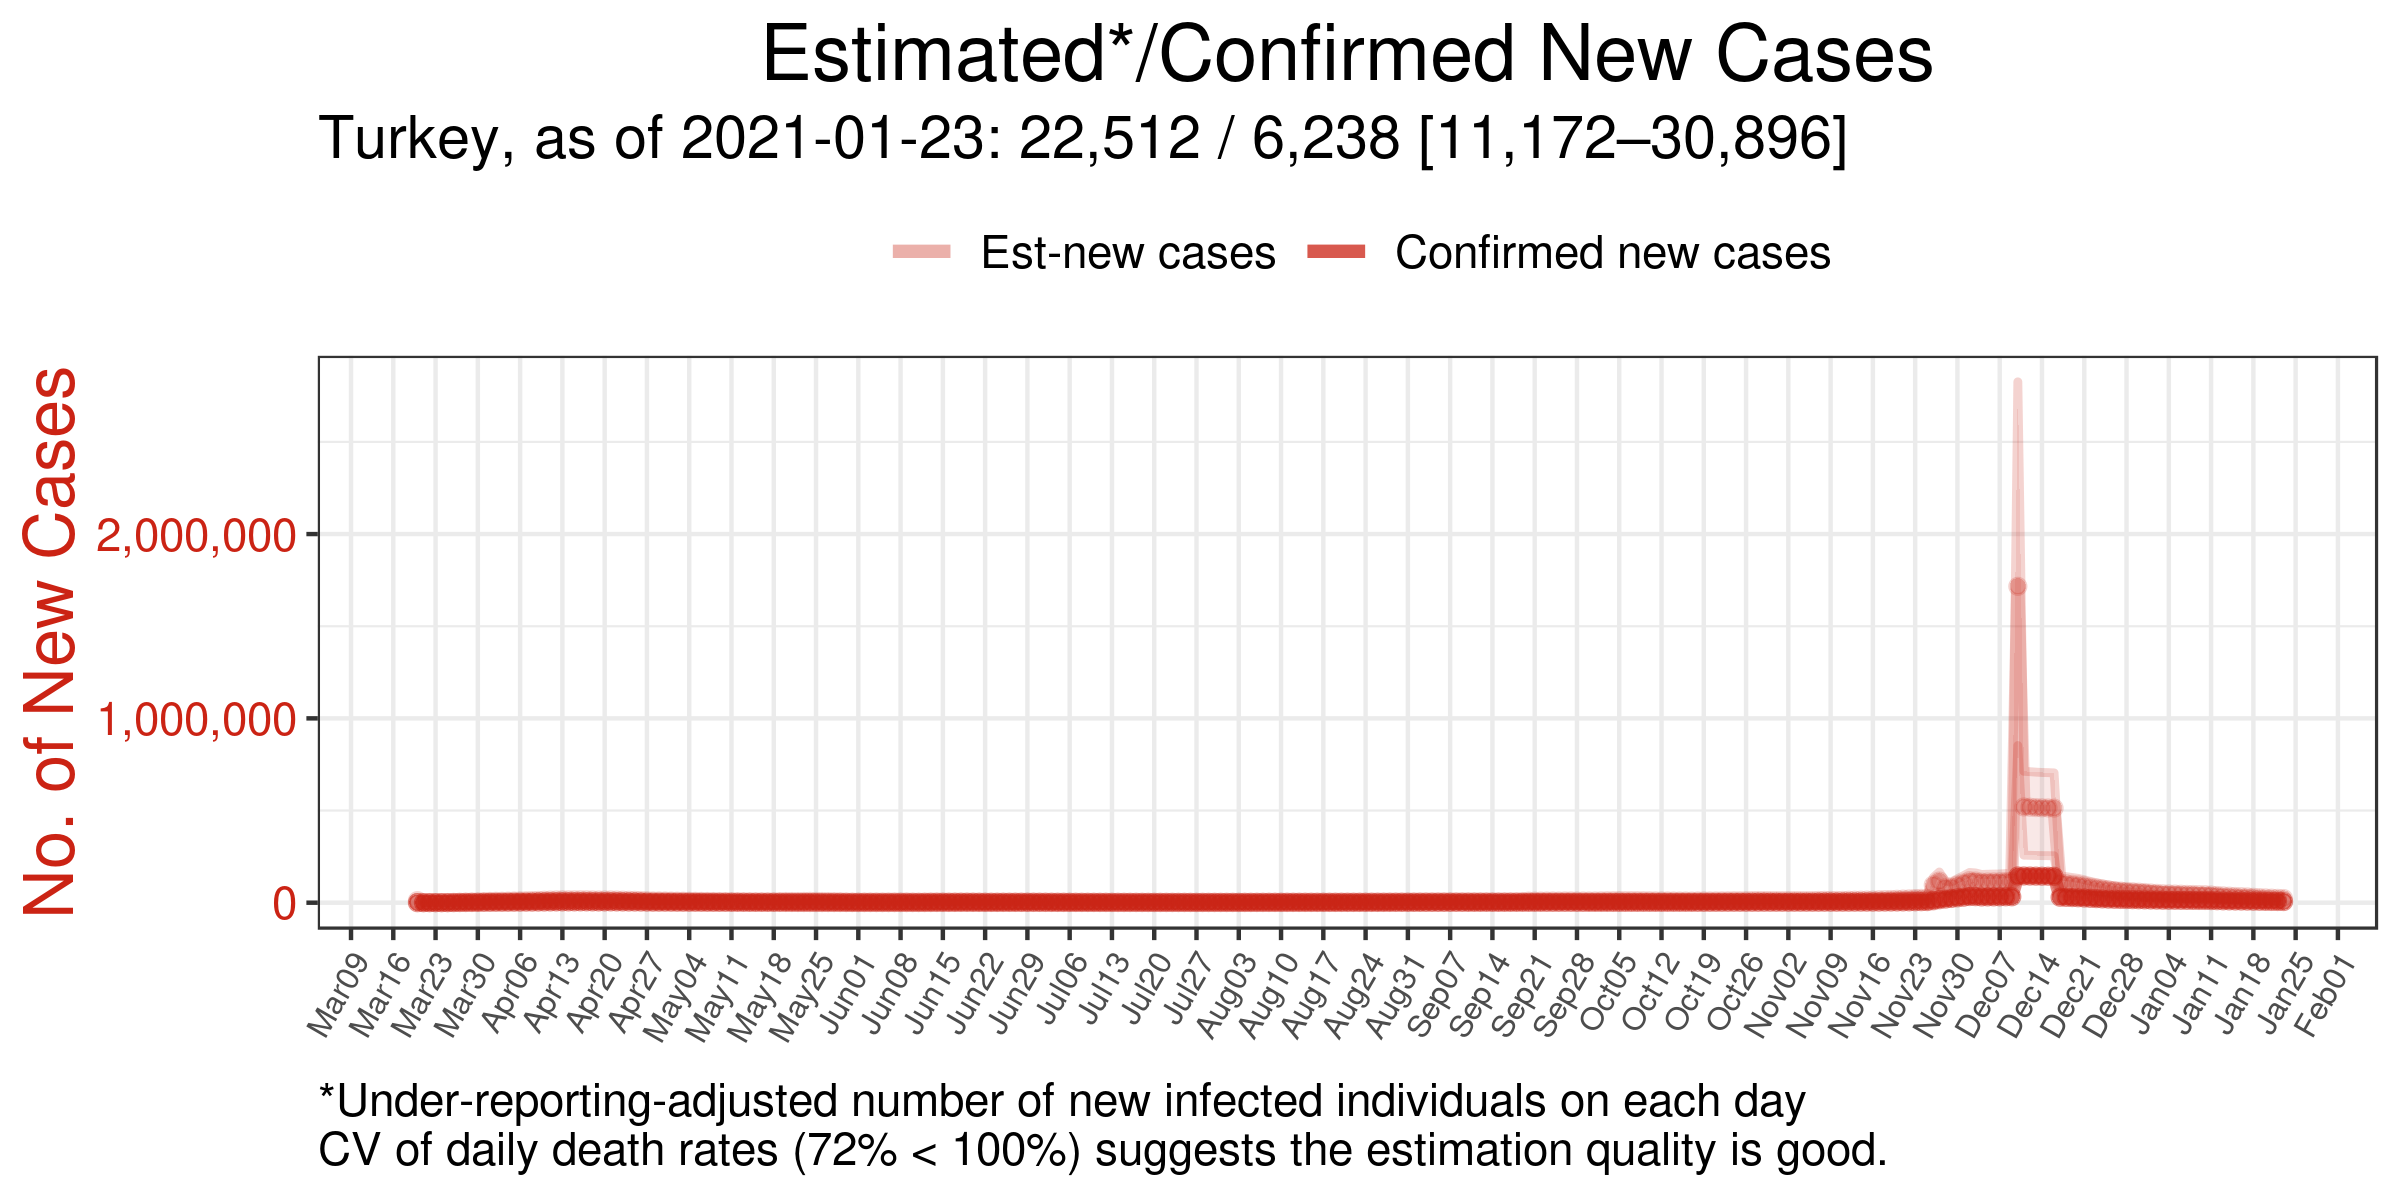 Estimated*/Confirmed New Cases
Turkey, as of 2021-01-23: 22,512 / 6,238 [11,172–30,896]
Est-new cases
Confirmed new cases
No. of New Cases
2,000,000
1,000,000
0
Mar09
Mar16
Mar23
Mar30
Apr06
Apr13
Apr20
Apr27
May04
May11
May18
May25
Jun01
Jun08
Jun15
Jun22
Jun29
Jul06
Jul13
Jul20
Jul27
Aug03
Aug10
Aug17
Aug24
Aug31
Sep07
Sep14
Sep21
Sep28
Oct05
Oct12
Oct19
Oct26
Nov02
Nov09
Nov16
Nov23
Nov30
Dec07
Dec14
Dec21
Dec28
Jan04
Jan11
Jan18
Jan25
Feb01
*Under-reporting-adjusted number of new infected individuals on each day
CV of daily death rates (72% < 100%) suggests the estimation quality is good.